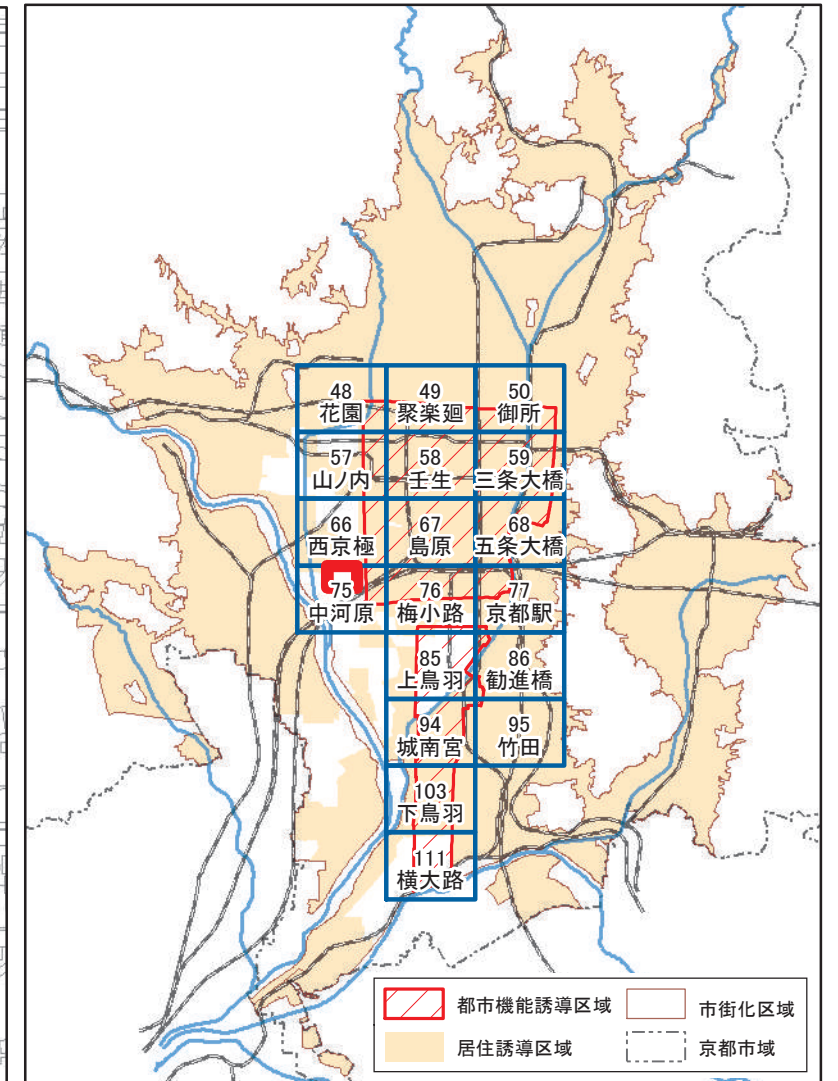 48
花園
49
聚楽廻
50
御所
57
山ノ内
58
壬生
59
三条大橋
66
西京極
67
島原
68
五条大橋
75
中河原
76
梅小路
77
京都駅
85
上鳥羽
86
勧進橋
94
城南宮
95
竹田
103
下鳥羽
111
横大路
都市機能誘導区域
市街化区域
居住誘導区域
京都市域